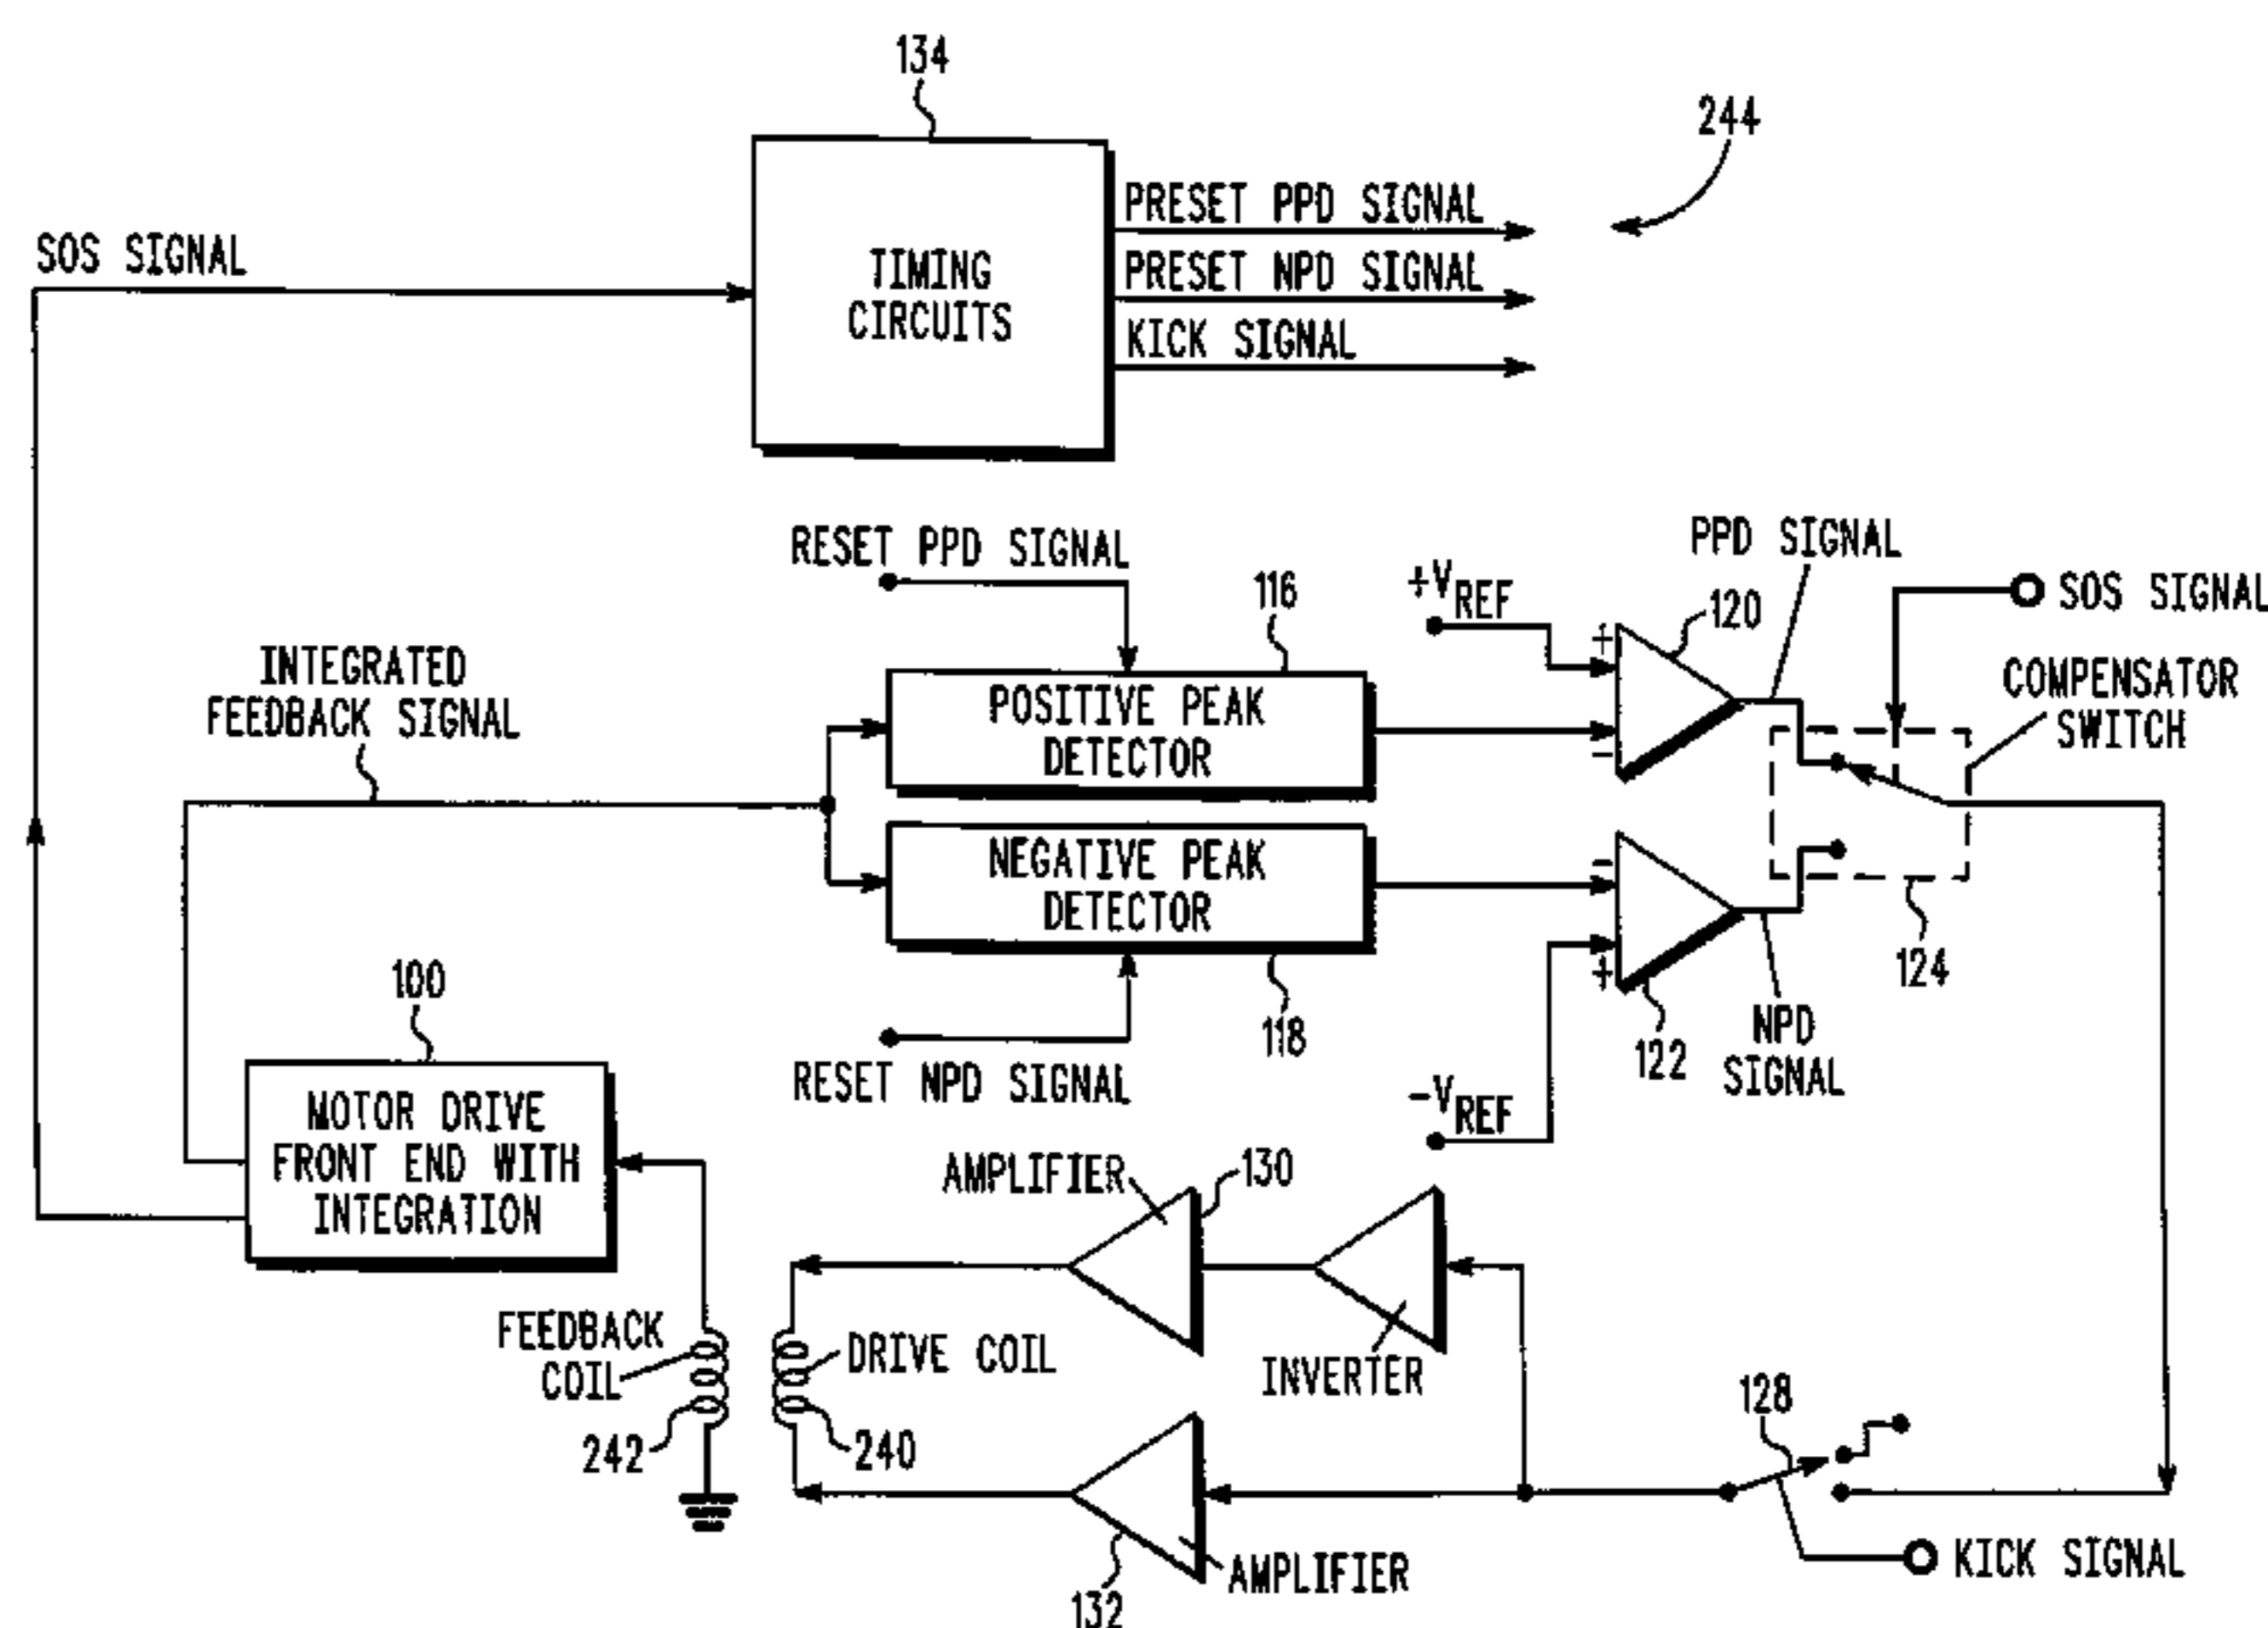 134
244
PRESET PPD SIGNAL
SOS SIGNAL
TIMING
CIRCUITS
PRESET NPD SIGNAL
KICK SIGNAL
RESET PPD SIGNAL
PPD SIGNAL
116
+VREF
120
SOS SIGNAL
INTEGRATED
FEEDBACK SIGNAL
+
POSITIVE PEAK
DETECTOR
-
COMPENSATOR
SWITCH
NEGATIVE PEAK
DETECTOR
-
+
124
100
118
122
NPD
SIGNAL
RESET NPD SIGNAL
-VREF
MOTOR DRIVE
FRONT END WITH
INTEGRATION
AMPLIFIER
130
FEEDBACK
COIL
DRIVE COIL
INVERTER
128
242
240
AMPLIFIER
KICK SIGNAL
132